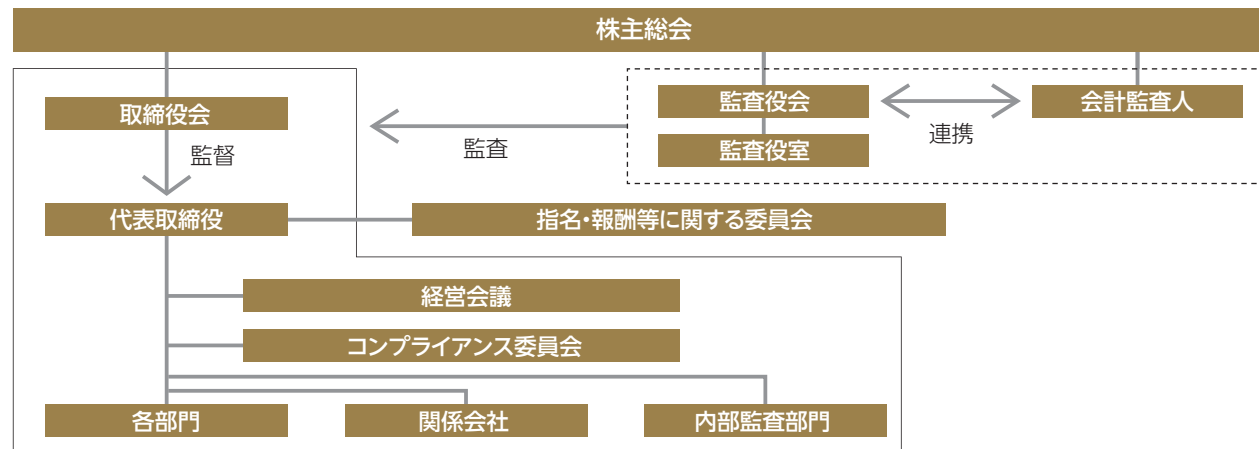 株主総会
取締役会
監査役会
会計監査人
連携
監査
監査役室
監督
代表取締役
指名・報酬等に関する委員会
経営会議
コンプライアンス委員会
各部門
関係会社
内部監査部門